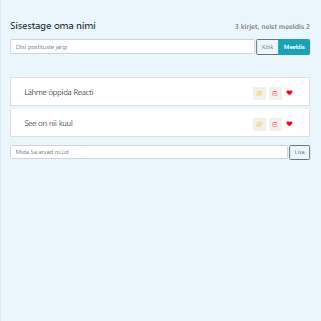 Sisestage oma nimi
3 kirjet, neist meeldis 2
Otsi postituste järgi
Kõik
Meeldis
Lähme õppida Reacti
See on nii kuul
Mida Sa arvad nüüd
Lisa